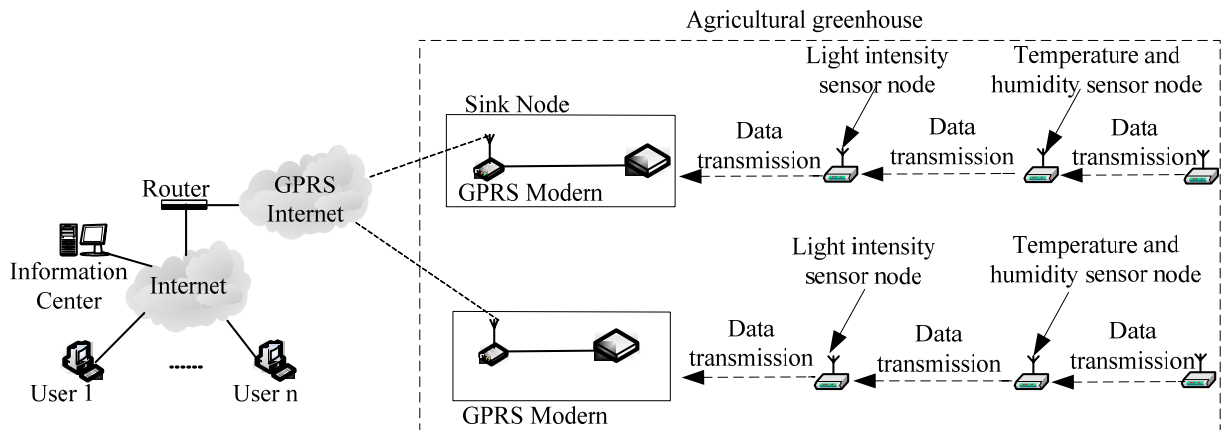 Agricultural greenhouse
Light intensity
sensor node
Temperature and
humidity sensor node
Sink Node
Data
transmission
Data
transmission
Data
transmission
GPRS Modern
GPRS
Internet
Router
Information
Center
Internet
User 1
......
User n
Light intensity
sensor node
Temperature and
humidity sensor node
Data
transmission
Data
transmission
Data
transmission
GPRS Modern